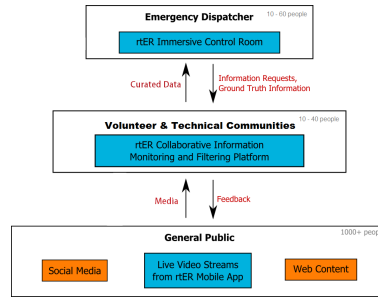 Emergency Dispatcher
10 - 60 people
rtER Immersive Control Room
Curated Data
Information Requests,
Ground Truth Information
10 - 40 people
Volunteer & Technical Communities
rtER Collaborative Information
Monitoring and Filtering Platform
Media
Feedback
1000+ peop
General Public
Social Media
Live Video Streams
from rtER Mobile App
Web Content